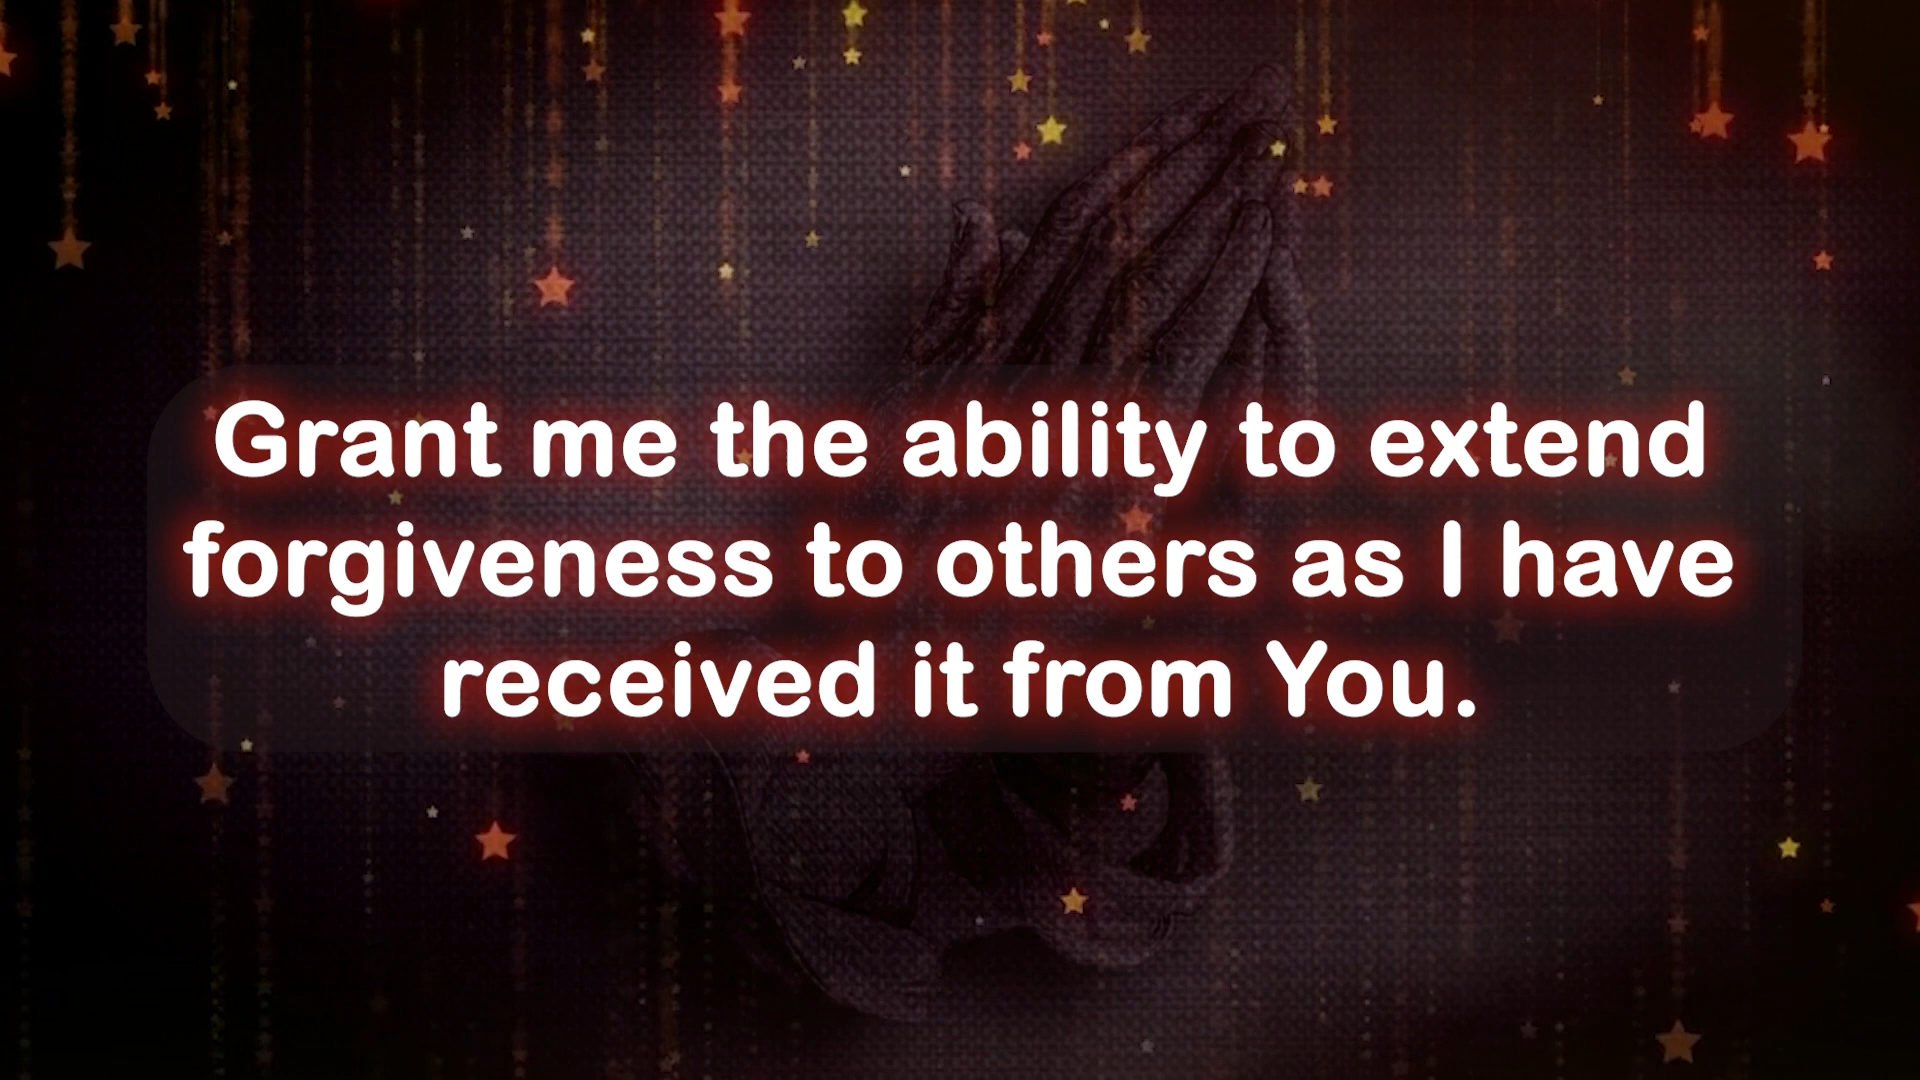 Grant me the ability to extend
forgiveness to others as I have
received it from You.